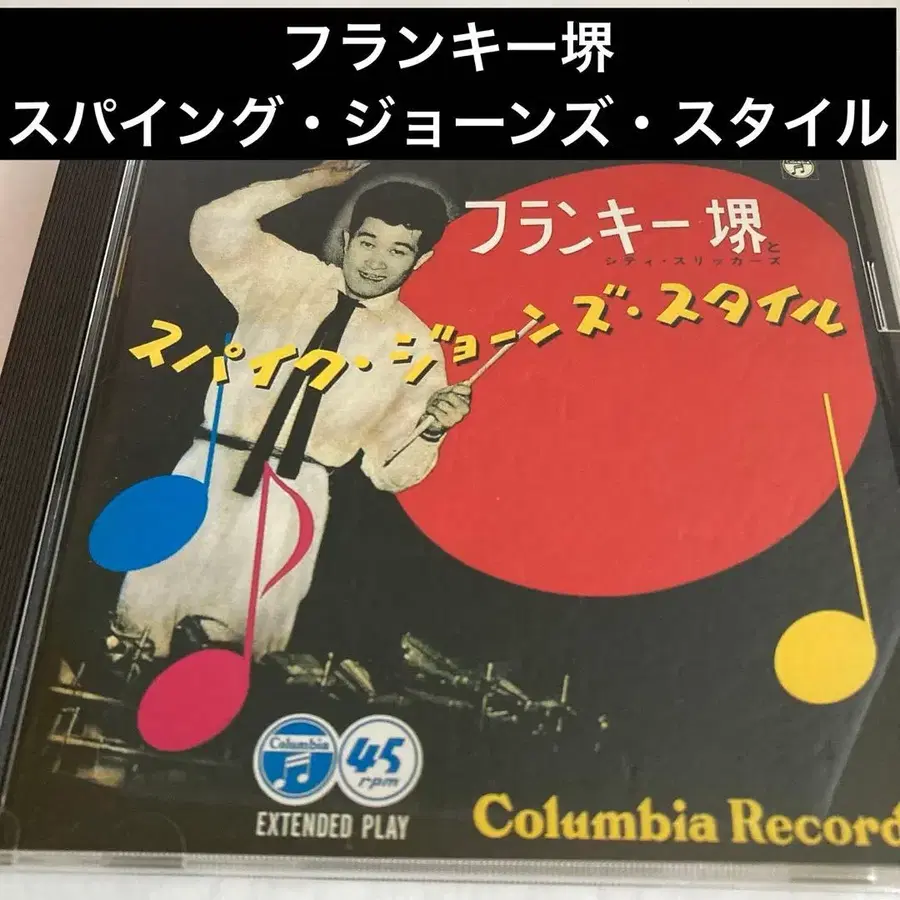 フランキー堺
スパイング・ジョーンズ・スタイル
フランキー堺と
シティ・スリッカーズ
スパイク・ジョーンズ・スタイル
Columbia
45
rpm
EXTENDED PLAY
Columbia Record